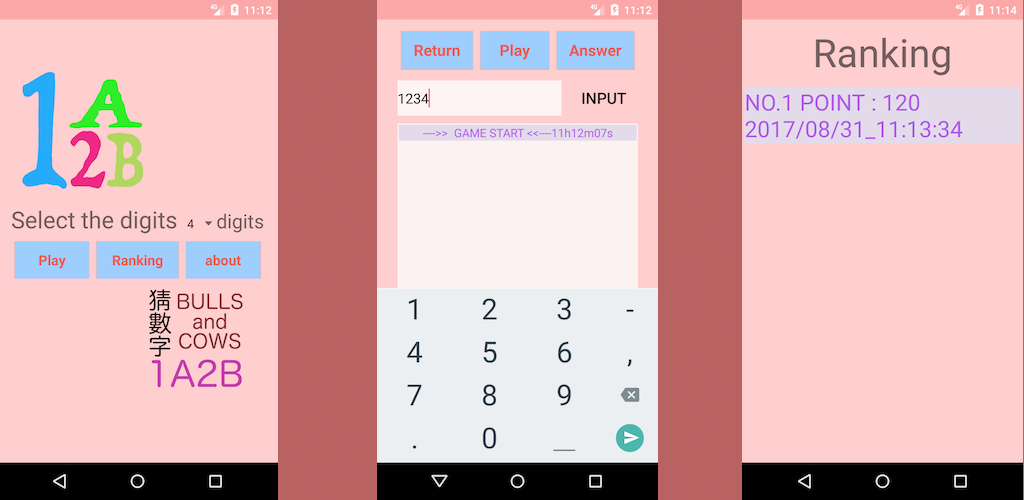 4G 11:12
1A
2B
Select the digits 4 digits
Play Ranking about
猜數字
BULLS
and
COWS
1A2B
4G 11:12
Return Play Answer
1234 INPUT
---->> GAME START <<----11h12m07s
1 2 3 -
4 5 6 ,
7 8 9
. 0 _
4G 11:14
Ranking
NO.1 POINT : 120
2017/08/31_11:13:34